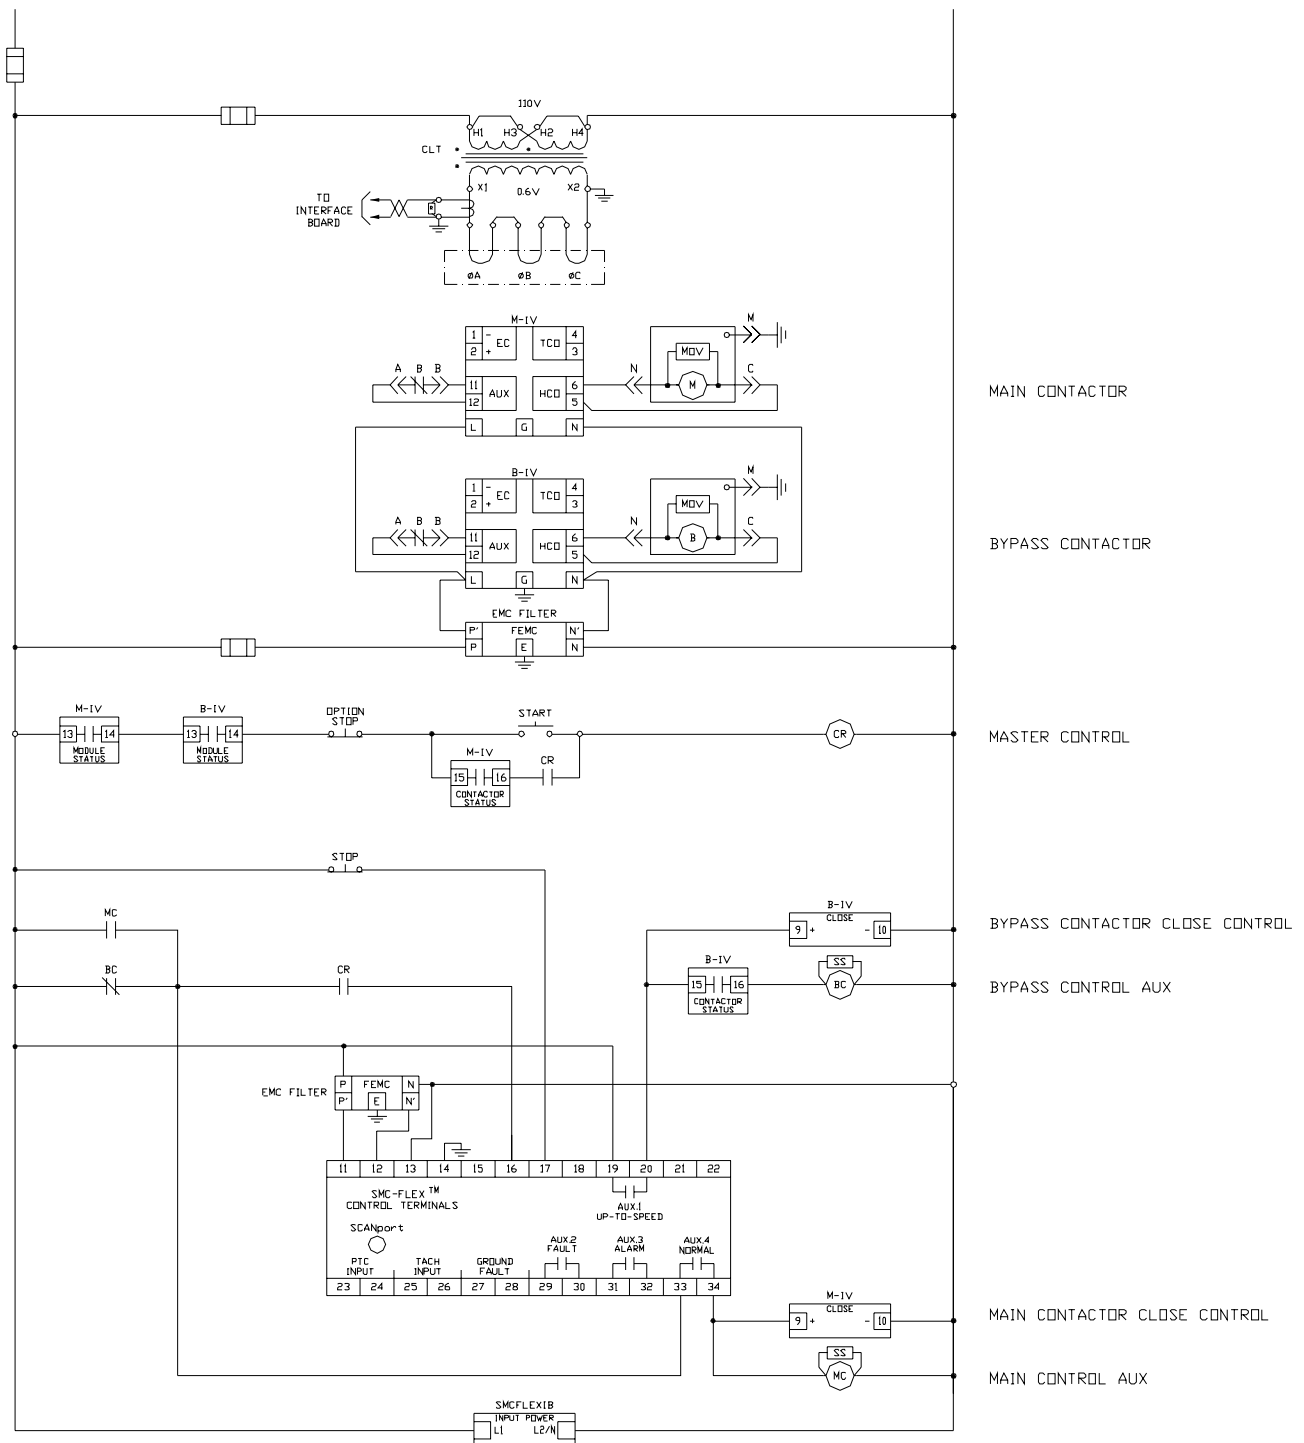 110V
H1 H3 H2 H4
CLT
X1 0.6V X2
TO
INTERFACE
BOARD
R
øA øB øC
M-IV
1 - EC TCO 4
2 + 3
M
MOV
A B B N C
11 AUX HCO 6 M
12 5
L G N
MAIN CONTACTOR
B-IV
1 - EC TCO 4
2 + 3
M
MOV
A B B N C
11 AUX HCO 6 B
12 5
L G N
BYPASS CONTACTOR
EMC FILTER
P' FEMC N'
P E N
M-IV
13 14
MODULE
STATUS
B-IV
13 14
MODULE
STATUS
OPTION
STOP
START
CR
MASTER CONTROL
M-IV
15 16
CONTACTOR
STATUS
CR
STOP
MC
B-IV
CLOSE
9 + - 10
BYPASS CONTACTOR CLOSE CONTROL
BC
CR
B-IV
15 16
CONTACTOR
STATUS
SS
BC
BYPASS CONTROL AUX
EMC FILTER
P FEMC N
P' E N'
11 12 13 14 15 16 17 18 19 20 21 22
SMC-FLEX™
CONTROL TERMINALS
AUX.1
UP-TO-SPEED
SCANport
PTC
INPUT
TACH
INPUT
GROUND
FAULT
AUX.2
FAULT
AUX.3
ALARM
AUX.4
NORMAL
23 24 25 26 27 28 29 30 31 32 33 34
M-IV
CLOSE
9 + - 10
MAIN CONTACTOR CLOSE CONTROL
SS
MC
MAIN CONTROL AUX
SMCFLEXIB
INPUT POWER
L1 L2/N